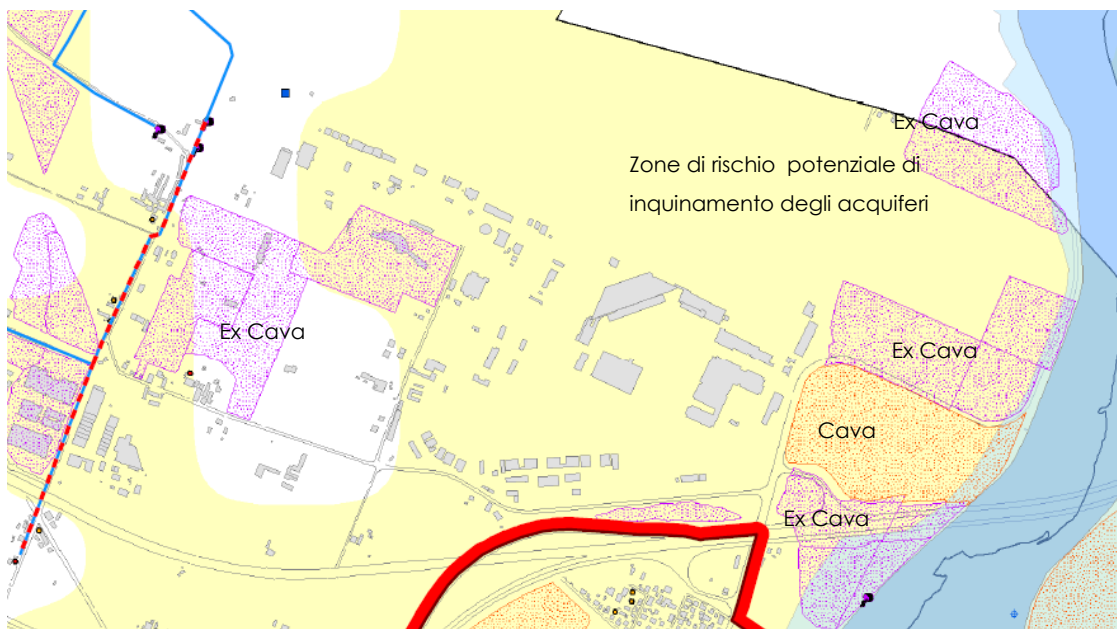 Ex Cava
Zone di rischio potenziale di
inquinamento degli acquiferi
Ex Cava
Ex Cava
Cava
Ex Cava